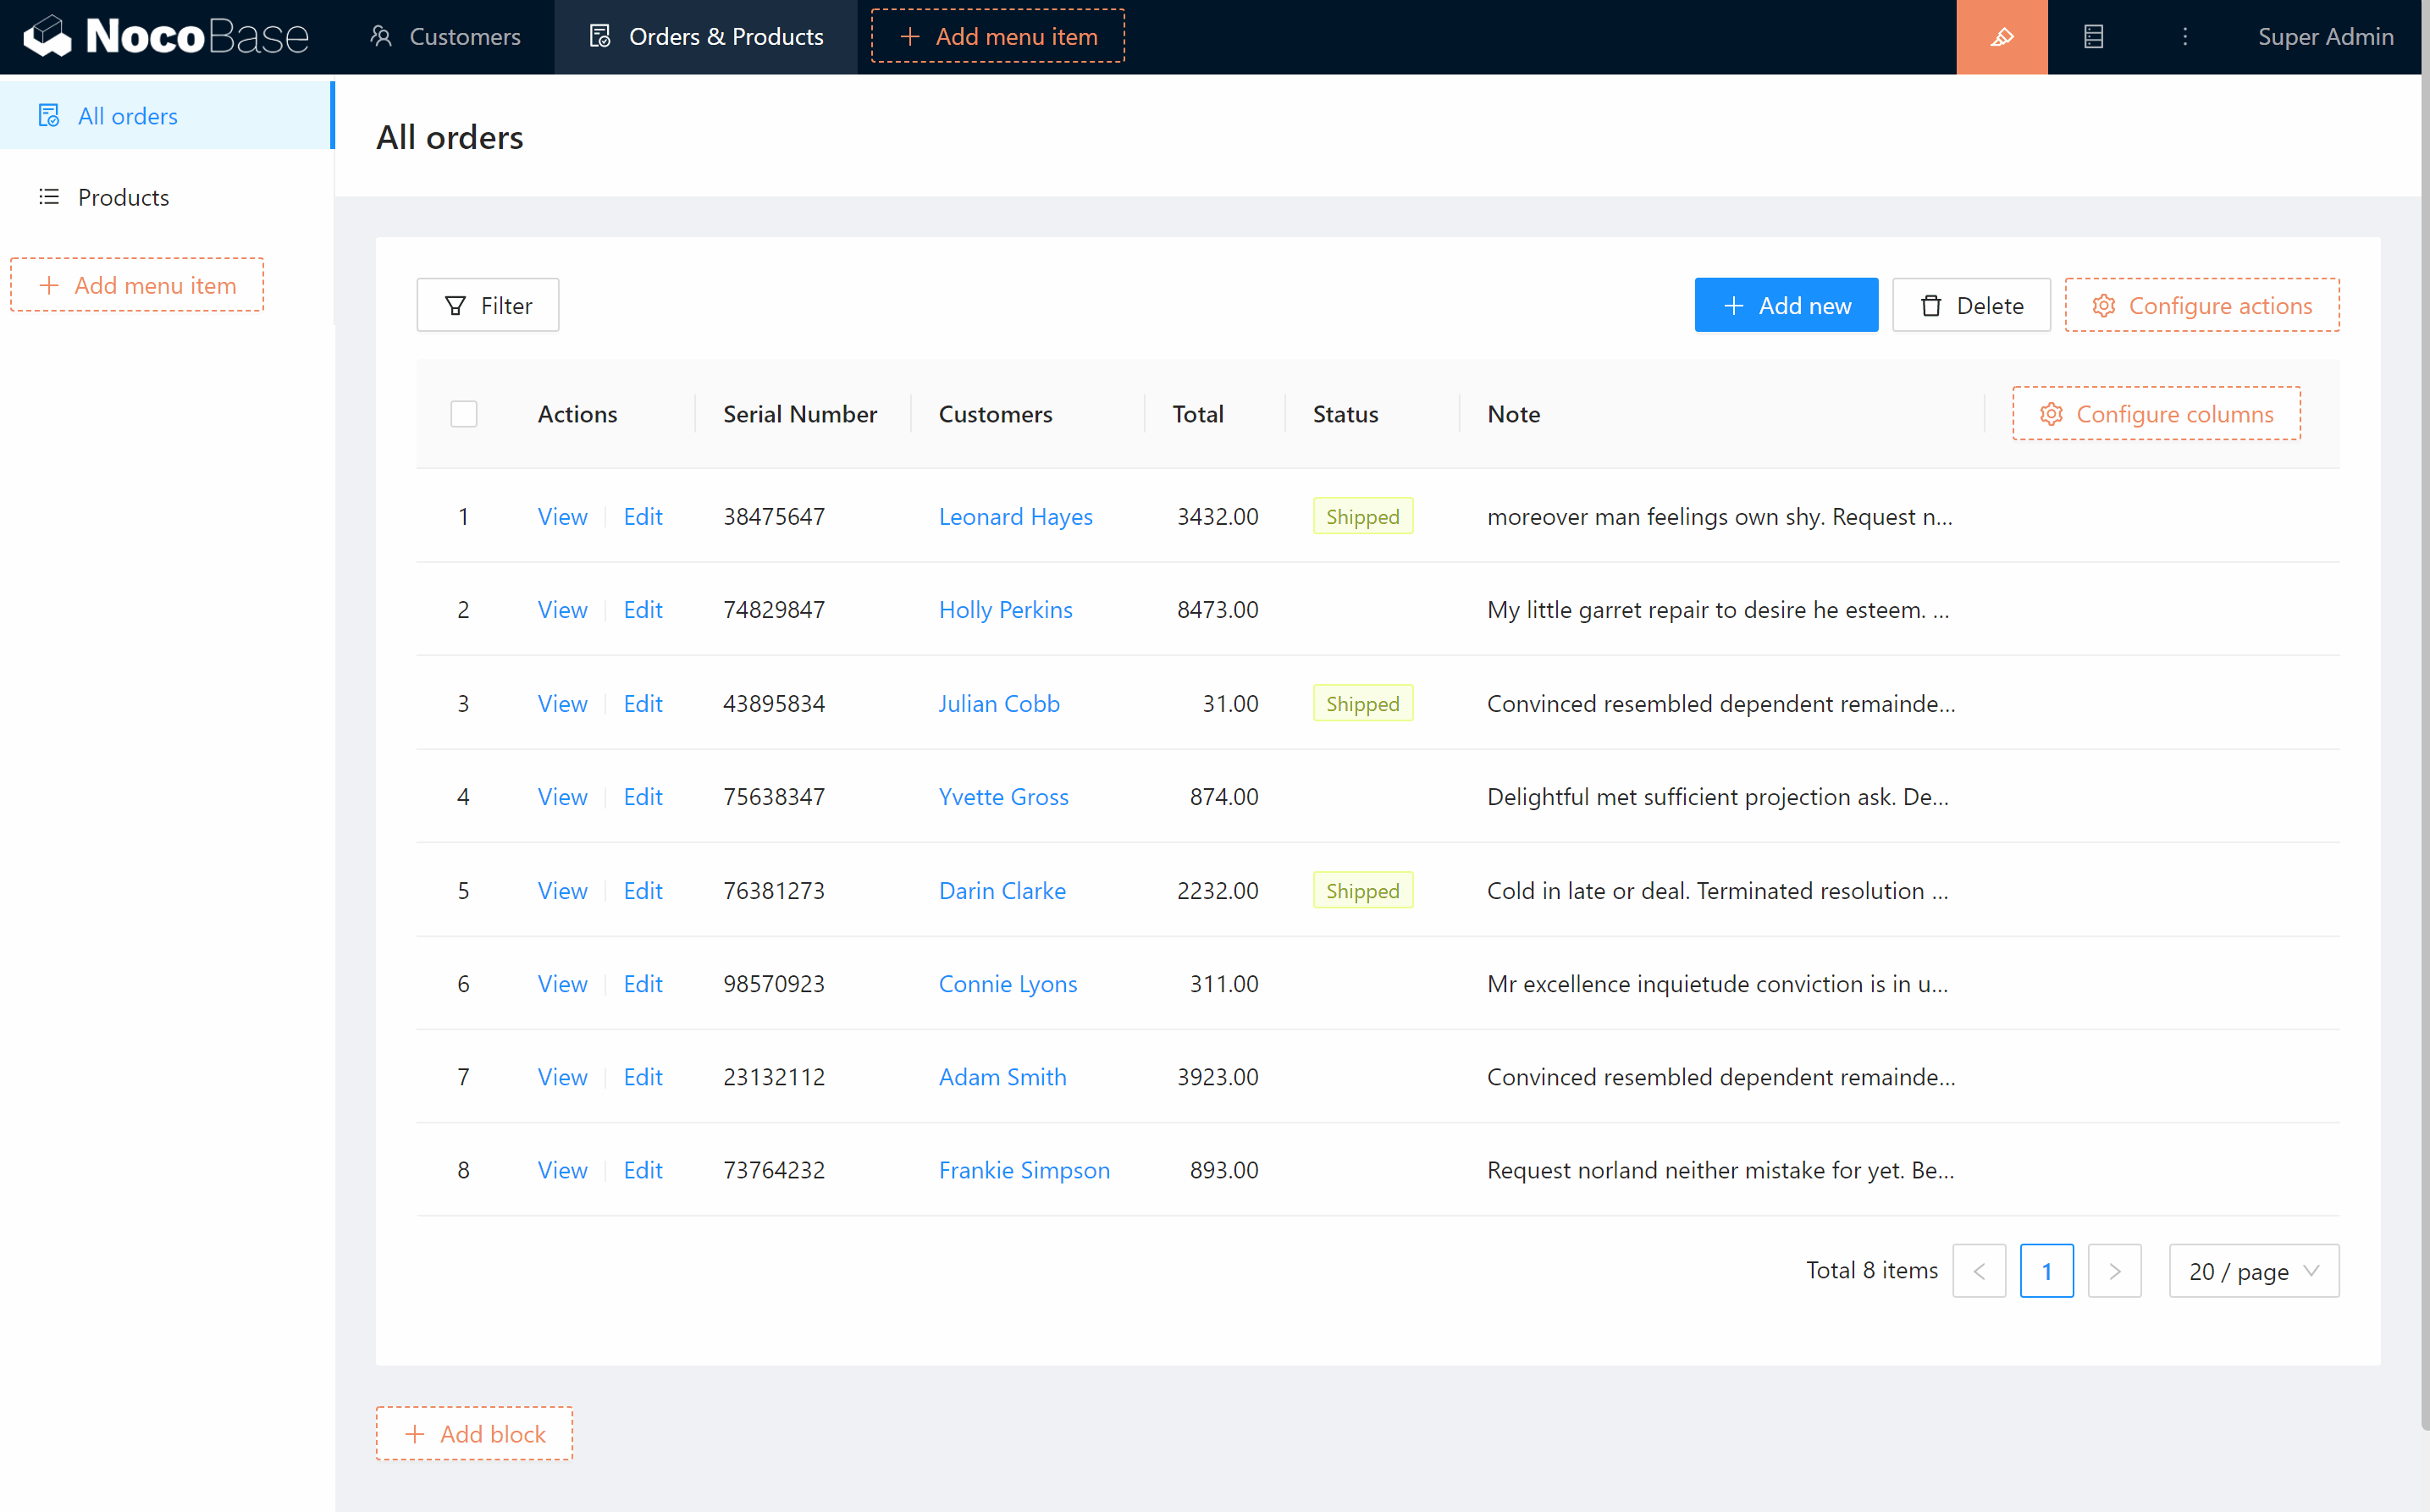 NocoBase Customers Orders & Products Add menu item Super Admin
All orders
Products
Add menu item
All orders
Filter Add new Delete Configure actions
Actions Serial Number Customers Total Status Note Configure columns
1 View Edit 38475647 Leonard Hayes 3432.00 Shipped moreover man feelings own shy. Request n...
2 View Edit 74829847 Holly Perkins 8473.00 My little garret repair to desire he esteem. ...
3 View Edit 43895834 Julian Cobb 31.00 Shipped Convinced resembled dependent remainde...
4 View Edit 75638347 Yvette Gross 874.00 Delightful met sufficient projection ask. De...
5 View Edit 76381273 Darin Clarke 2232.00 Shipped Cold in late or deal. Terminated resolution ...
6 View Edit 98570923 Connie Lyons 311.00 Mr excellence inquietude conviction is in u...
7 View Edit 23132112 Adam Smith 3923.00 Convinced resembled dependent remainde...
8 View Edit 73764232 Frankie Simpson 893.00 Request norland neither mistake for yet. Be...
Total 8 items 1 20 / page
Add block